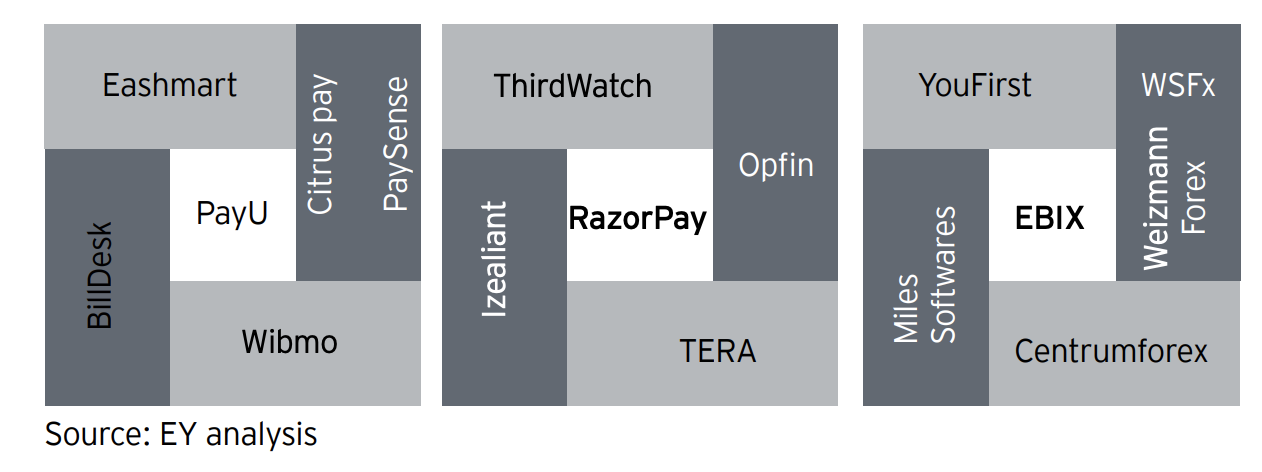 Eashmart
Citrus pay
PaySense
BillDesk
PayU
Wibmo
ThirdWatch
Opfin
Izealiant
RazorPay
TERA
YouFirst
WSFx
Weizmann
Forex
Miles
Softwares
EBIX
Centrumforex
Source: EY analysis